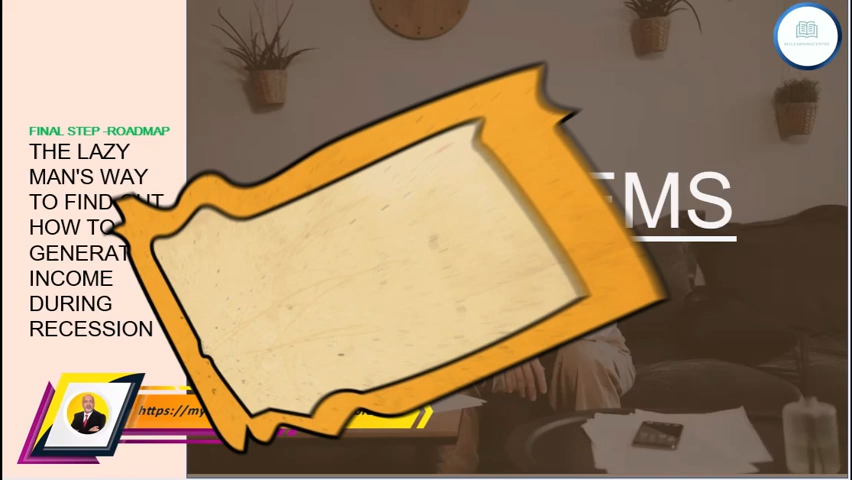 FINAL STEP -ROADMAP
THE LAZY
MAN'S WAY
TO FIND
HOW TO
GENERAT
INCOME
DURING
RECESSION
EMS
https://my